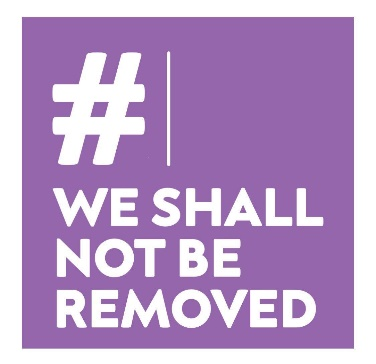 #
WE SHALL
NOT BE
REMOVED